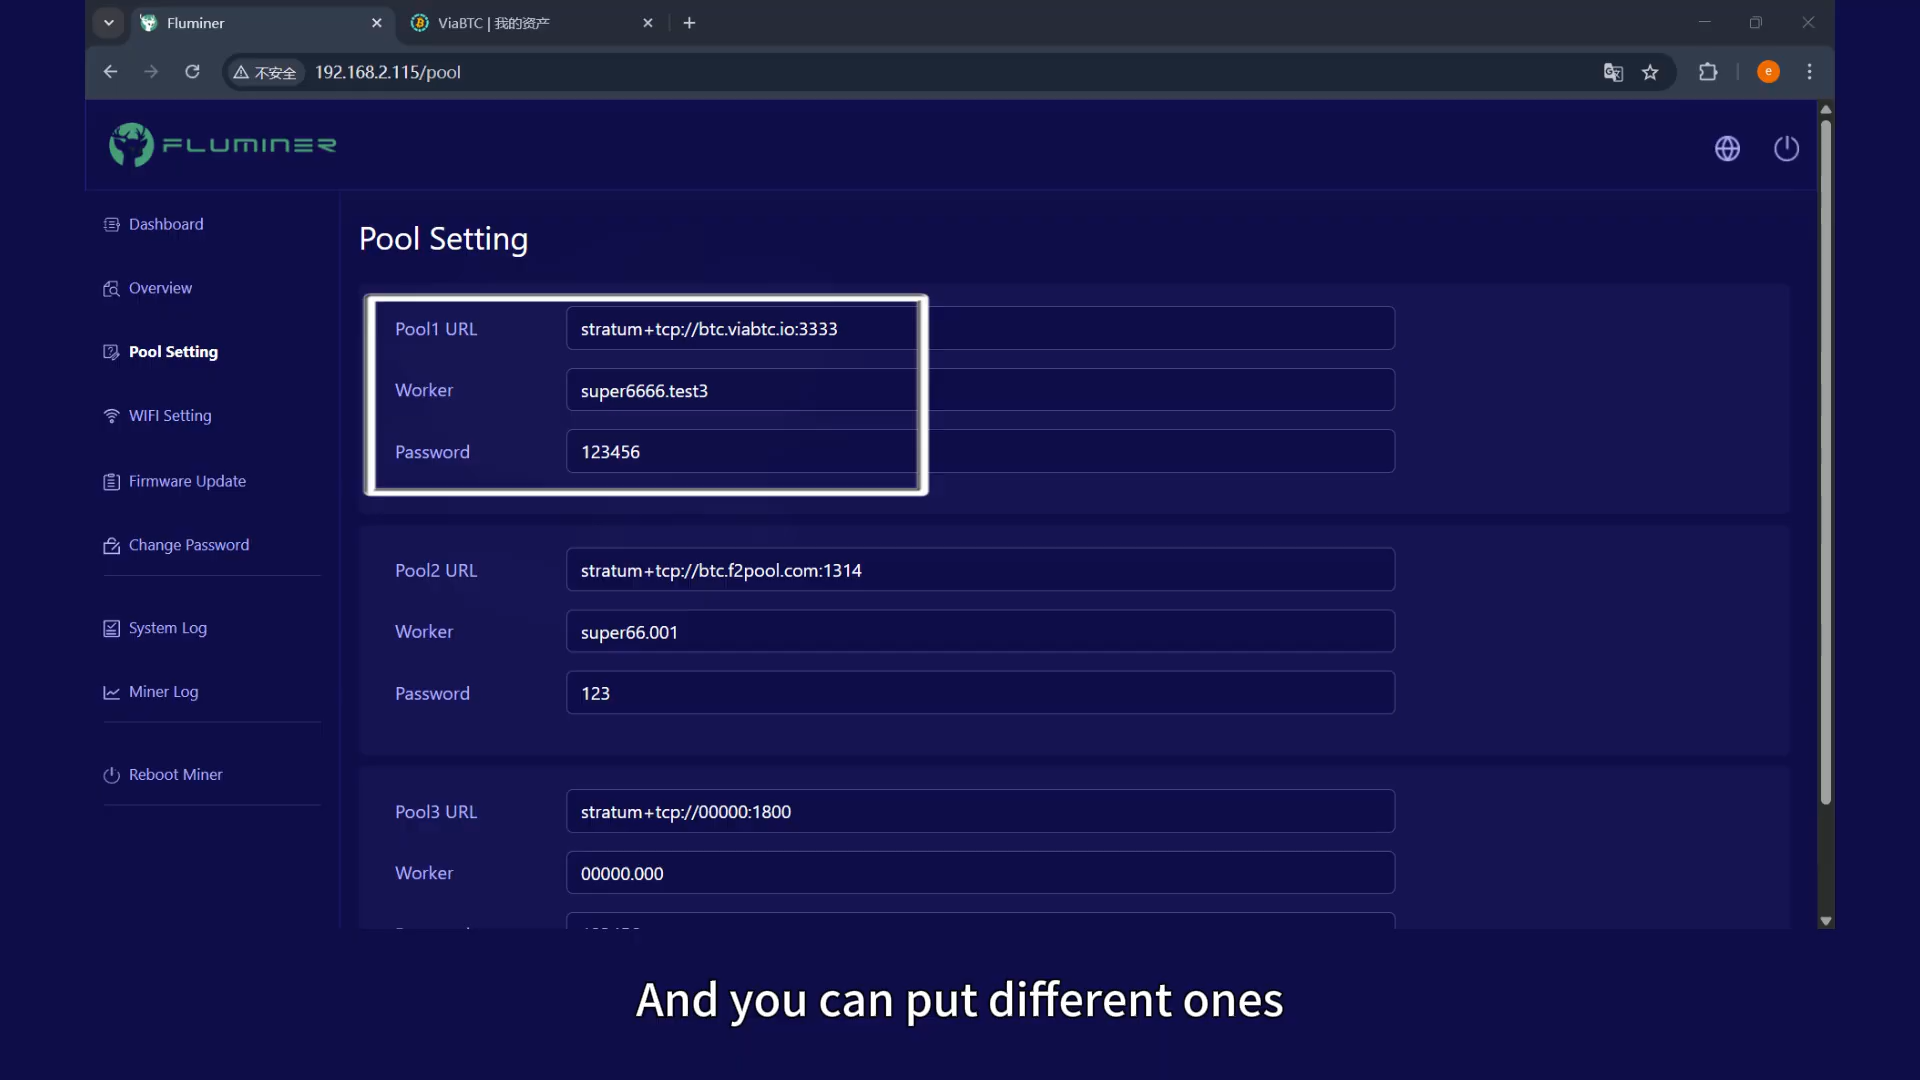 Fluminer
ViaBTC | 我的资产
不安全 192.168.2.115/pool
e
FLUMINER
Dashboard
Overview
Pool Setting
WIFI Setting
Firmware Update
Change Password
System Log
Miner Log
Reboot Miner
Pool Setting
Pool1 URL stratum+tcp://btc.viabtc.io:3333
Worker super6666.test3
Password 123456
Pool2 URL stratum+tcp://btc.f2pool.com:1314
Worker super66.001
Password 123
Pool3 URL stratum+tcp://00000:1800
Worker 00000.000
And you can put different ones